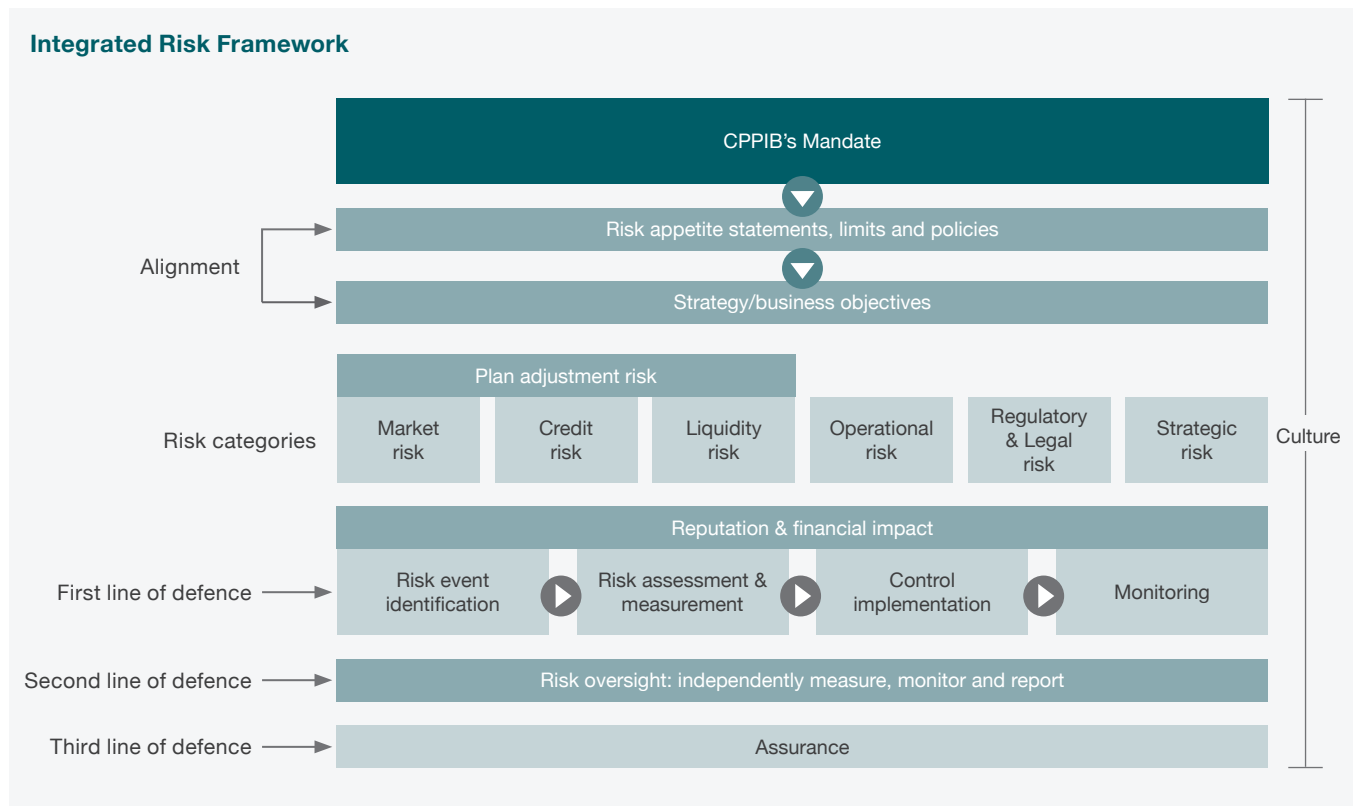 Integrated Risk Framework
CPPIB's Mandate
Risk appetite statements, limits and policies
Alignment
Strategy/business objectives
Plan adjustment risk
Risk categories
Market
risk
Credit
risk
Liquidity
risk
Operational
risk
Regulatory
& Legal
risk
Strategic
risk
Culture
Reputation & financial impact
First line of defence
Risk event
identification
Risk assessment &
measurement
Control
implementation
Monitoring
Second line of defence
Risk oversight: independently measure, monitor and report
Third line of defence
Assurance